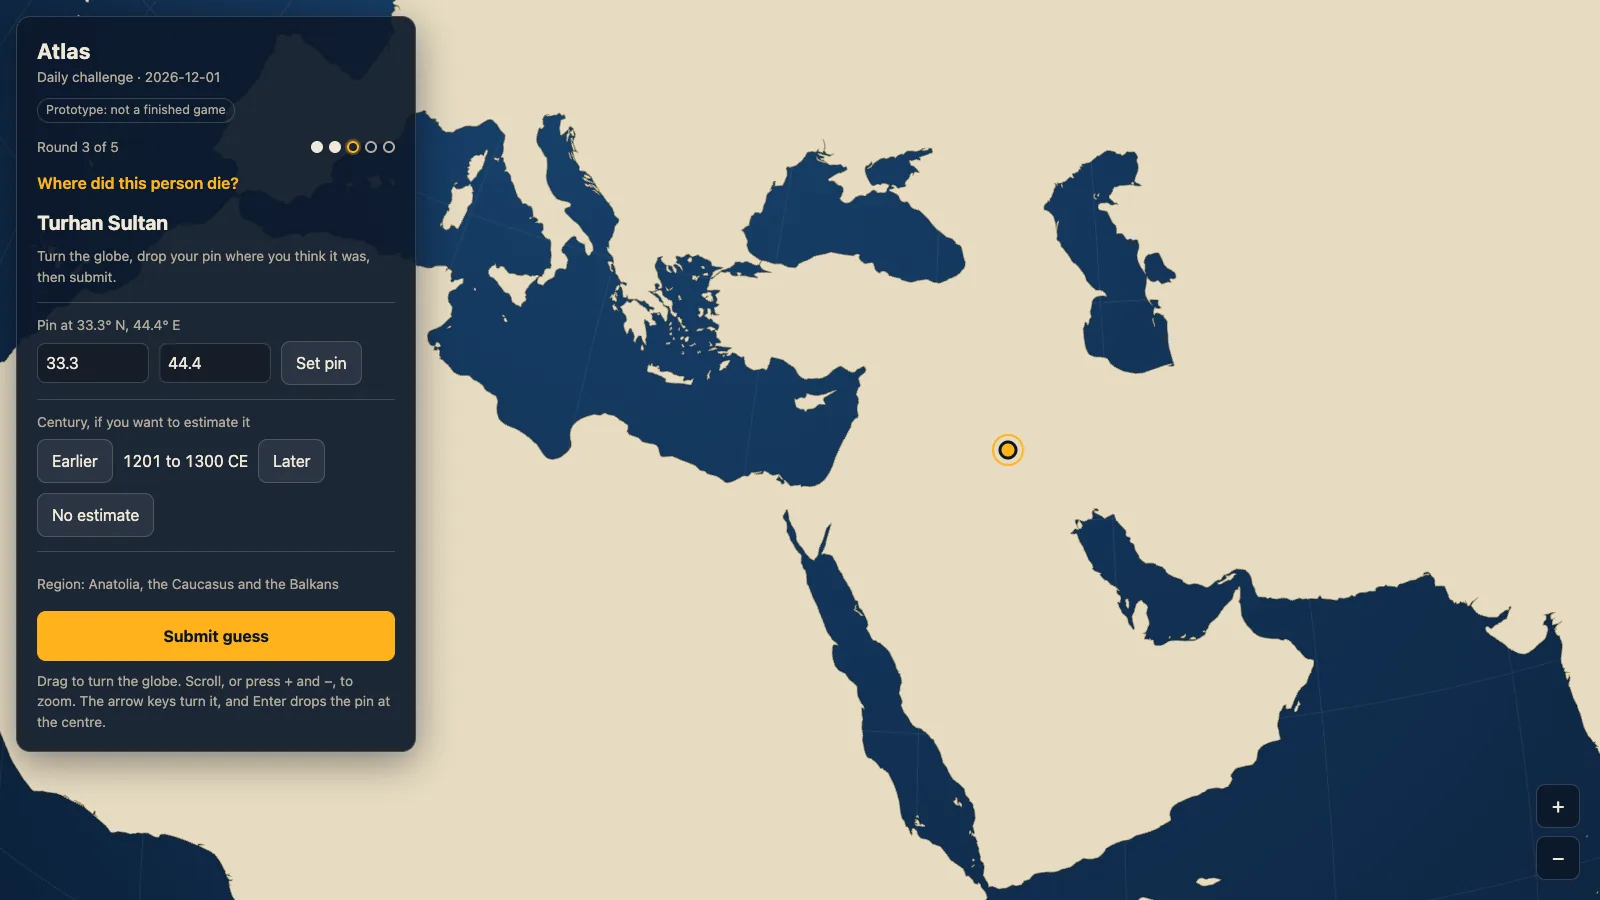 Atlas
Daily challenge · 2026-12-01
Prototype: not a finished game
Round 3 of 5
Where did this person die?
Turhan Sultan
Turn the globe, drop your pin where you think it was,
then submit.
Pin at 33.3° N, 44.4° E
33.3 44.4 Set pin
Century, if you want to estimate it
Earlier 1201 to 1300 CE Later
No estimate
Region: Anatolia, the Caucasus and the Balkans
Submit guess
Drag to turn the globe. Scroll, or press + and −, to
zoom. The arrow keys turn it, and Enter drops the pin at
the centre.
+
−